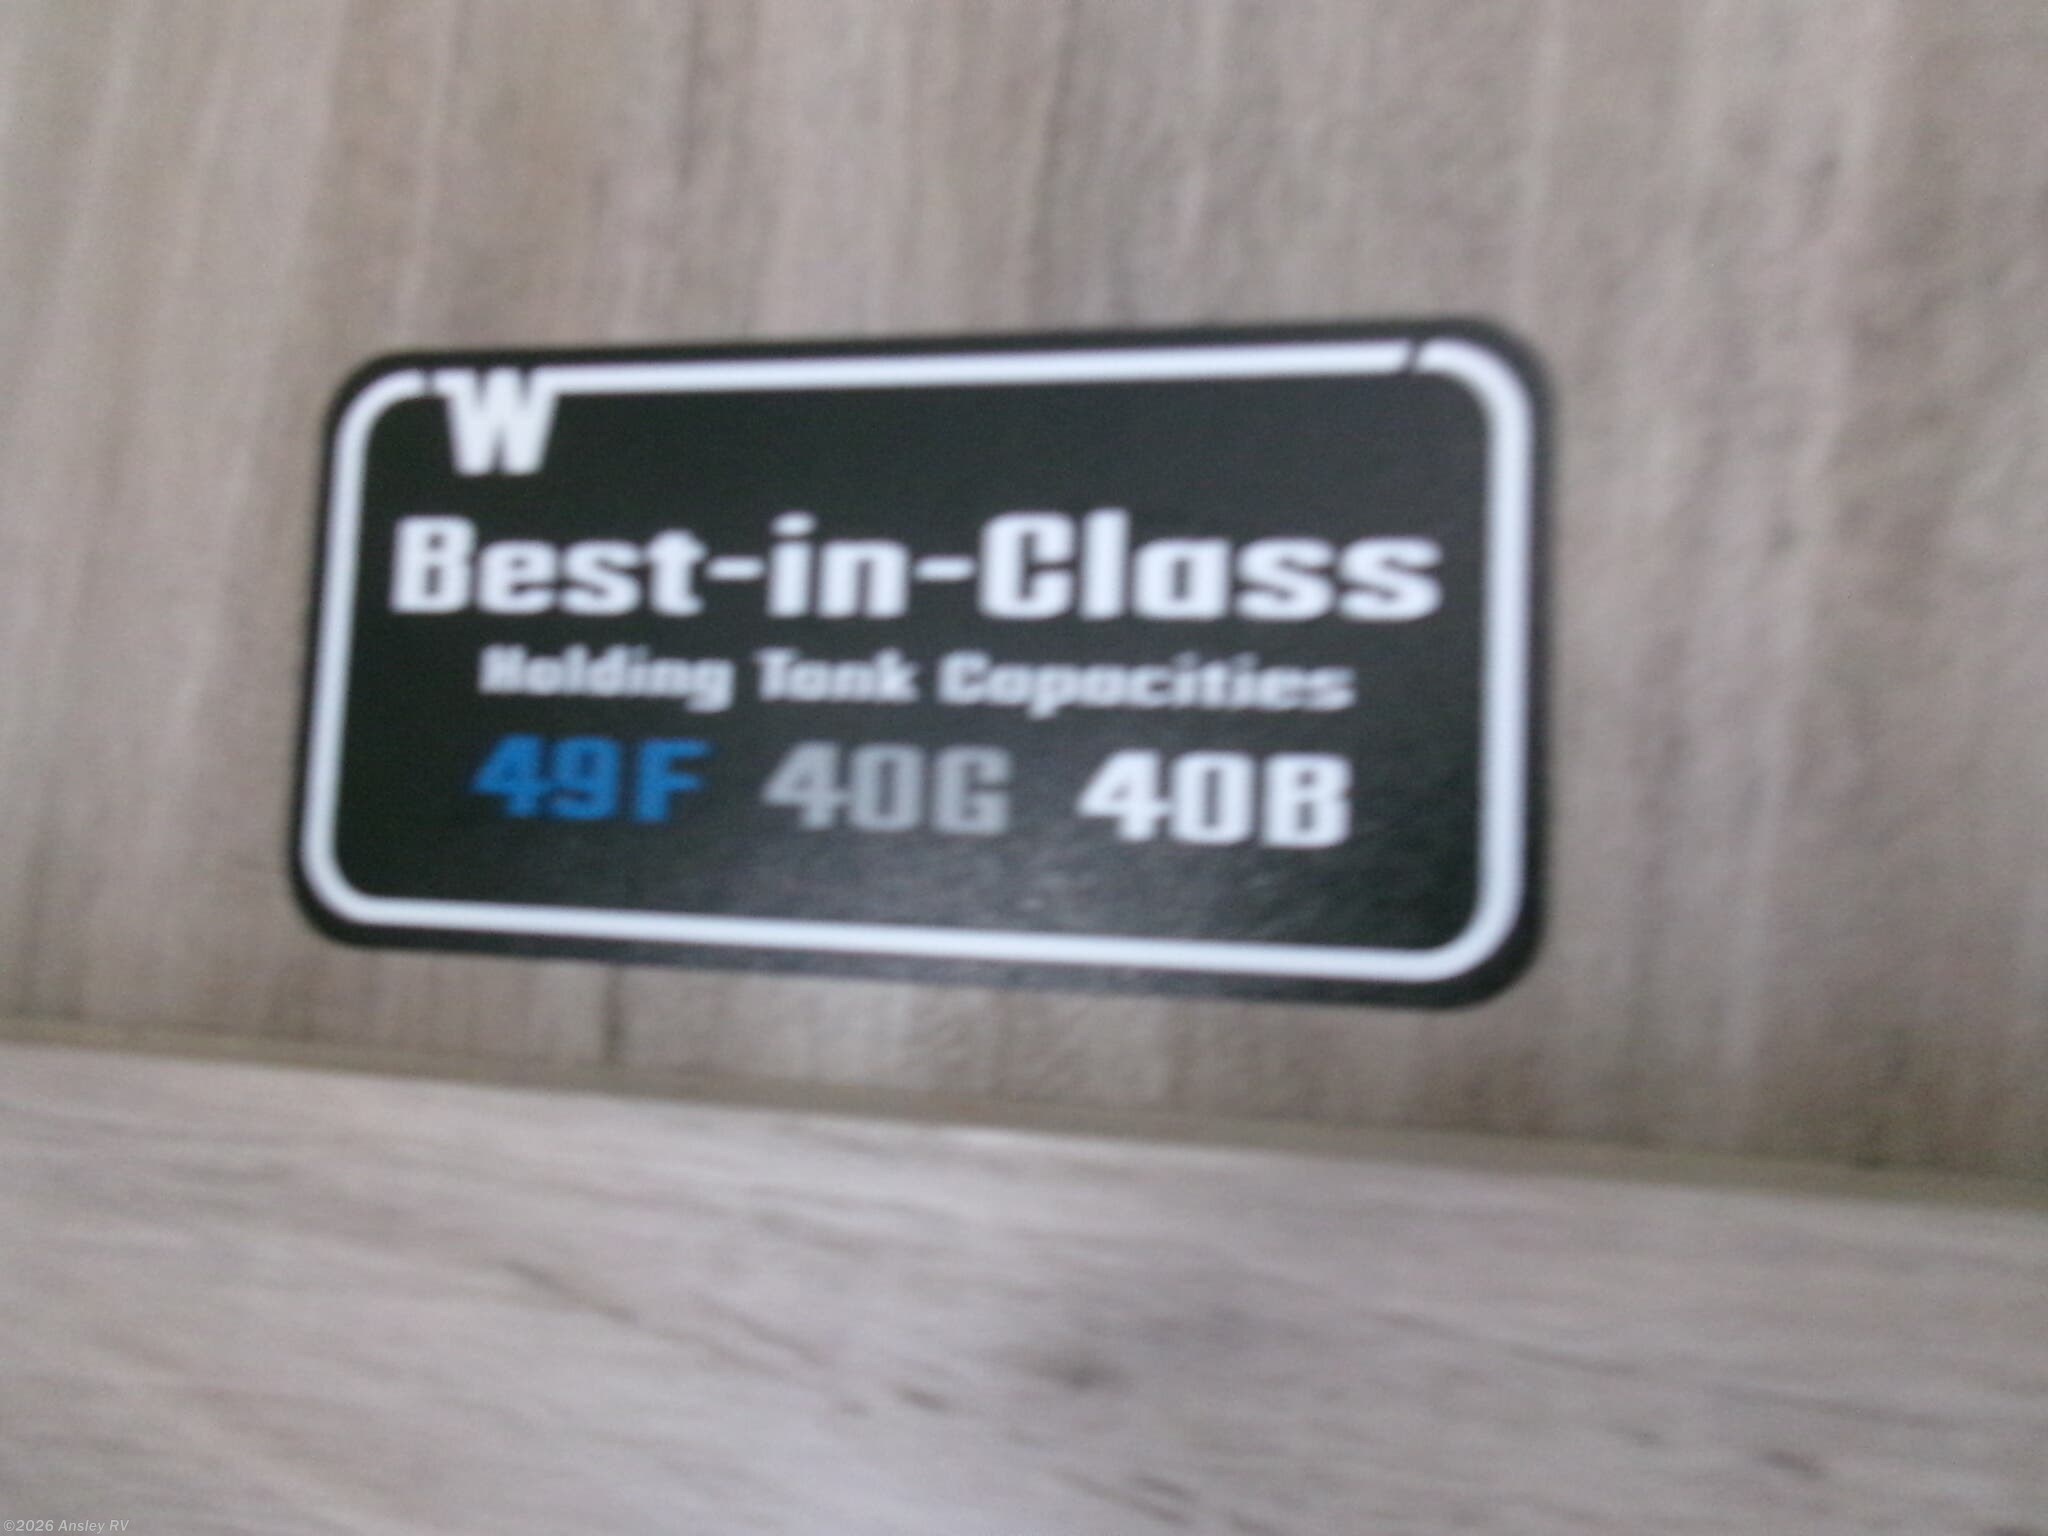 W
Best-in-Class
Holding Tank Capacities
49F 40G 40B
©2026 Ansley RV